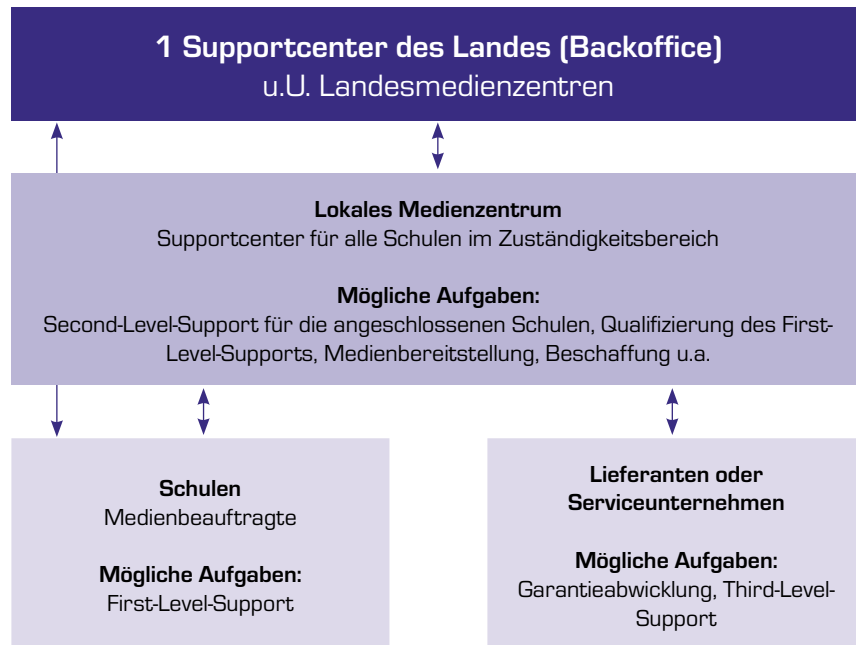 1 Supportcenter des Landes (Backoffice)
u.U. Landesmedienzentren
Lokales Medienzentrum
Supportcenter für alle Schulen im Zuständigkeitsbereich
Mögliche Aufgaben:
Second-Level-Support für die angeschlossenen Schulen, Qualifizierung des First-
Level-Supports, Medienbereitstellung, Beschaffung u.a.
Schulen
Medienbeauftragte
Mögliche Aufgaben:
First-Level-Support
Lieferanten oder
Serviceunternehmen
Mögliche Aufgaben:
Garantieabwicklung, Third-Level-
Support